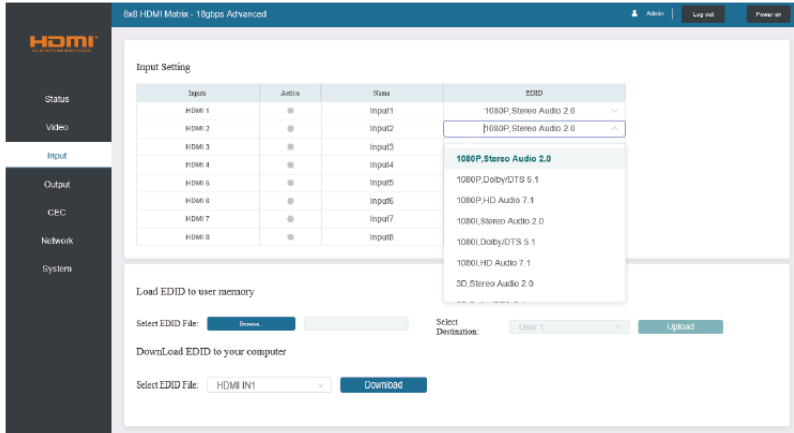 8x8 HDMI Matrix - 18gbps Advanced
Admin
Log out
Power on
HDMI
Status
Video
Input
Output
CEC
Network
System
Input Setting
Inputs Active Name EDID
HDMI 1 Input1 1080P,Stereo Audio 2.0
HDMI 2 Input2 1080P,Stereo Audio 2.0
HDMI 3 Input3
HDMI 4 Input4
HDMI 5 Input5
HDMI 6 Input6
HDMI 7 Input7
HDMI 8 Input8
1080P,Stereo Audio 2.0
1080P,Dolby/DTS 5.1
1080P,HD Audio 7.1
1080I,Stereo Audio 2.0
1080I,Dolby/DTS 5.1
1080I,HD Audio 7.1
3D,Stereo Audio 2.0
Load EDID to user memory
Select EDID File: Browse... Select Destination: User 1 Upload
DownLoad EDID to your computer
Select EDID File: HDMI IN1 Download